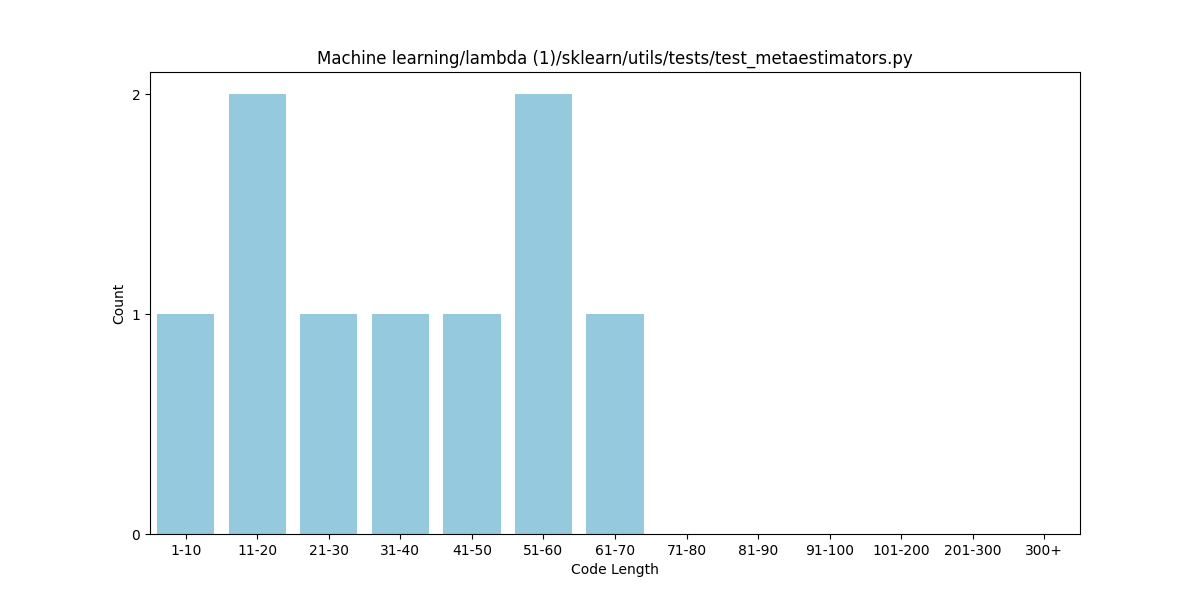 Machine learning/lambda (1)/sklearn/utils/tests/test_metaestimators.py
2
1
0
Count
1-10 11-20 21-30 31-40 41-50 51-60 61-70 71-80 81-90 91-100 101-200 201-300 300+
Code Length